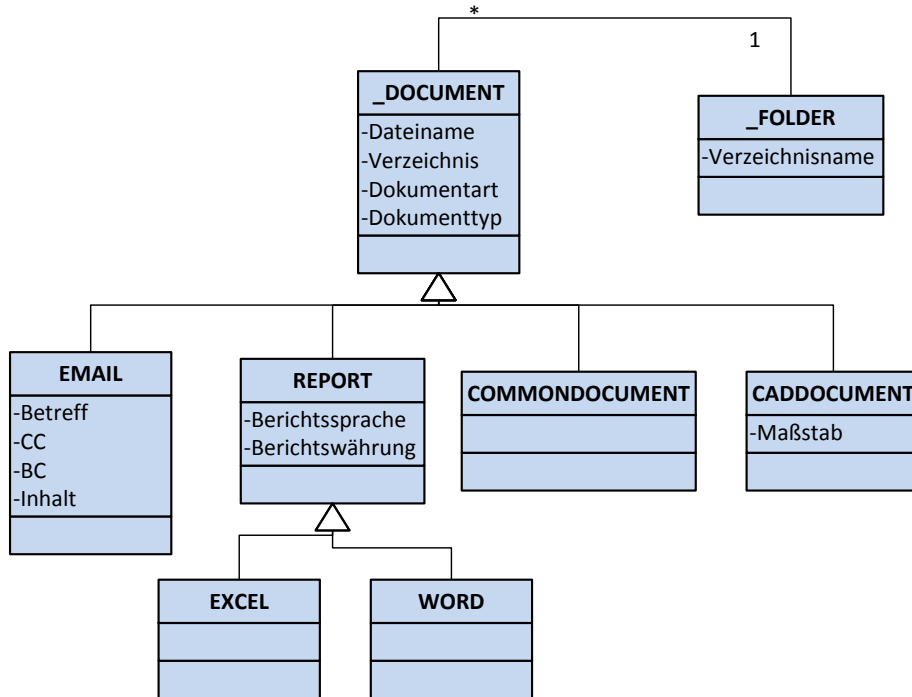 *
1
_DOCUMENT
-Dateiname
-Verzeichnis
-Dokumentart
-Dokumenttyp
_FOLDER
-Verzeichnisname
EMAIL
-Betreff
-CC
-BC
-Inhalt
REPORT
-Berichtssprache
-Berichtswährung
COMMONDOCUMENT
CADDOCUMENT
-Maßstab
EXCEL
WORD